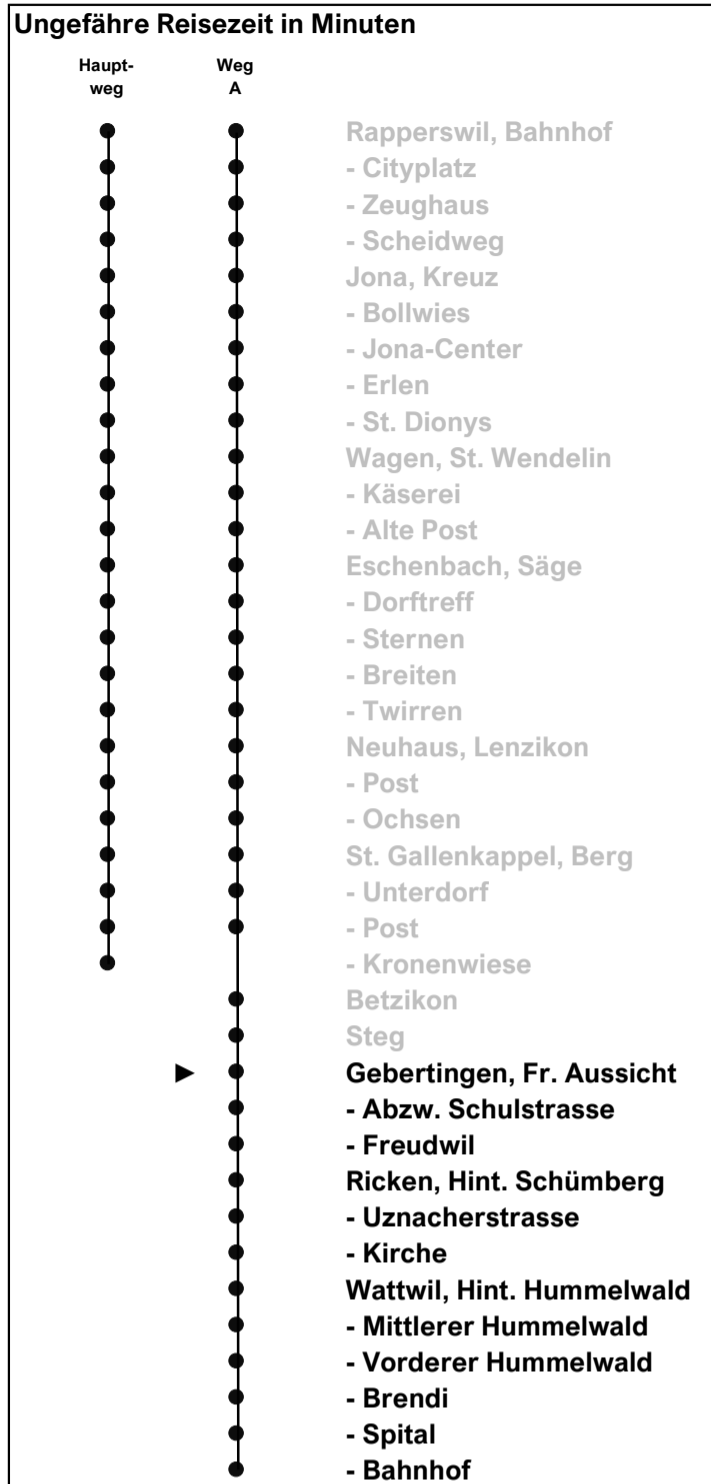 Ungefähre Reisezeit in Minuten
Haupt-
weg
Weg
A
Rapperswil, Bahnhof
- Cityplatz
- Zeughaus
- Scheidweg
Jona, Kreuz
- Bollwies
- Jona-Center
- Erlen
- St. Dionys
Wagen, St. Wendelin
- Käserei
- Alte Post
Eschenbach, Säge
- Dorftreff
- Sternen
- Breiten
- Twirren
Neuhaus, Lenzikon
- Post
- Ochsen
St. Gallenkappel, Berg
- Unterdorf
- Post
- Kronenwiese
Betzikon
Steg
Gebertingen, Fr. Aussicht
- Abzw. Schulstrasse
- Freudwil
Ricken, Hint. Schümberg
- Uznacherstrasse
- Kirche
Wattwil, Hint. Hummelwald
- Mittlerer Hummelwald
- Vorderer Hummelwald
- Brendi
- Spital
- Bahnhof